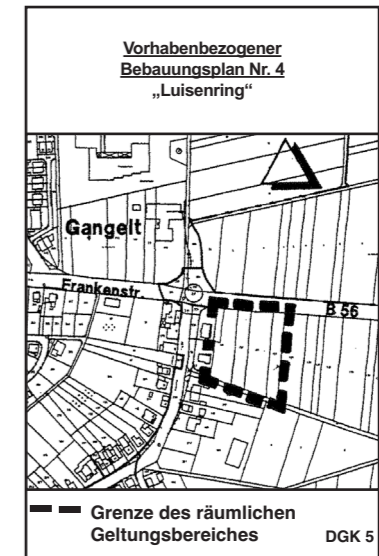 Vorhabenbezogener
Bebauungsplan Nr. 4
„Luisenring“
Gangelt
Frankenstr.
B 56
Grenze des räumlichen
Geltungsbereiches DGK 5